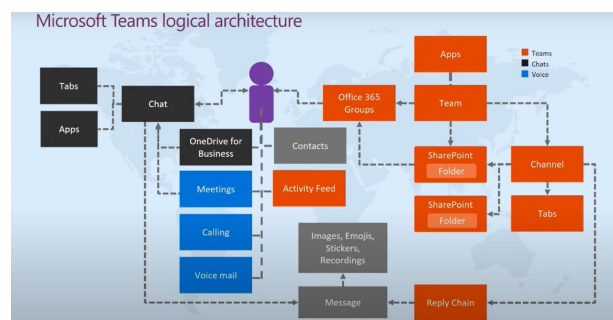 Microsoft Teams logical architecture
Apps
Teams
Chats
Voice
Tabs
Chat
Office 365
Groups
Team
Apps
OneDrive for
Business
Contacts
SharePoint
Folder
Channel
Meetings
Activity Feed
SharePoint
Folder
Tabs
Calling
Images, Emojis,
Stickers,
Recordings
Voice mail
Message
Reply Chain